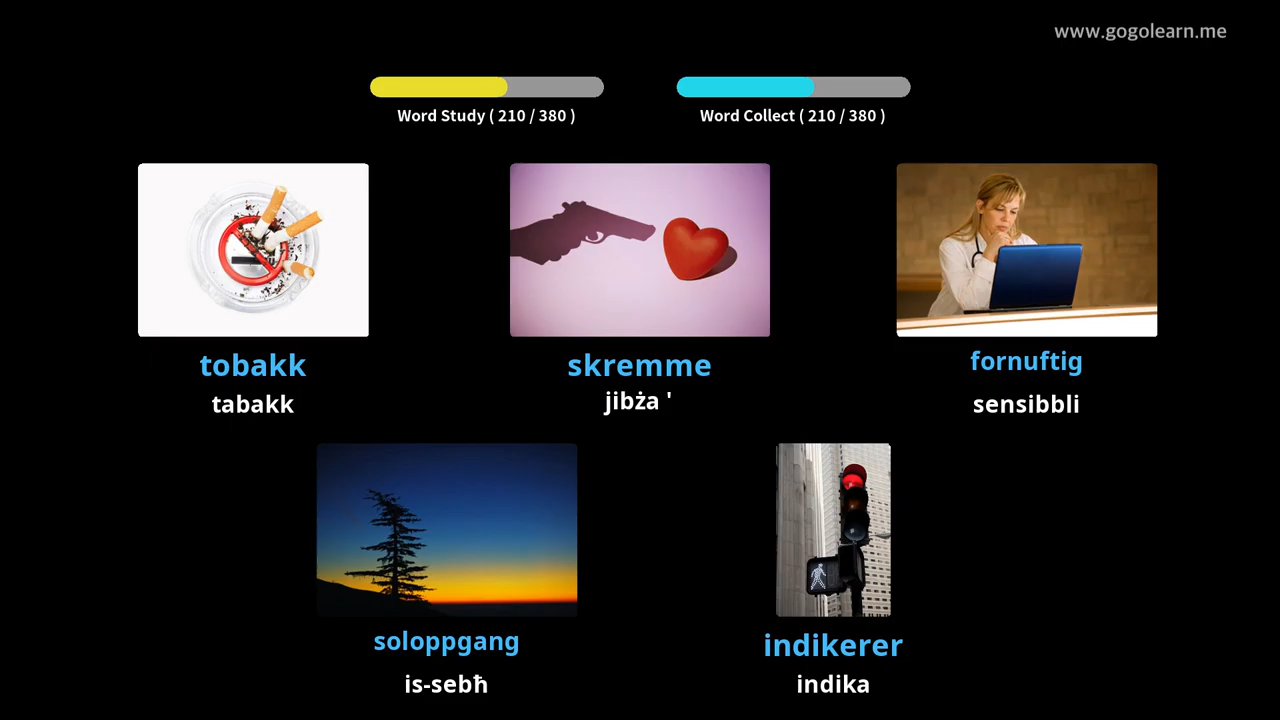 www.gogolearn.me
Word Study ( 210 / 380 )
Word Collect ( 210 / 380 )
tobakk
tabakk
skremme
jibża '
fornuftig
sensibbli
soloppgang
is-sebħ
indikerer
indika